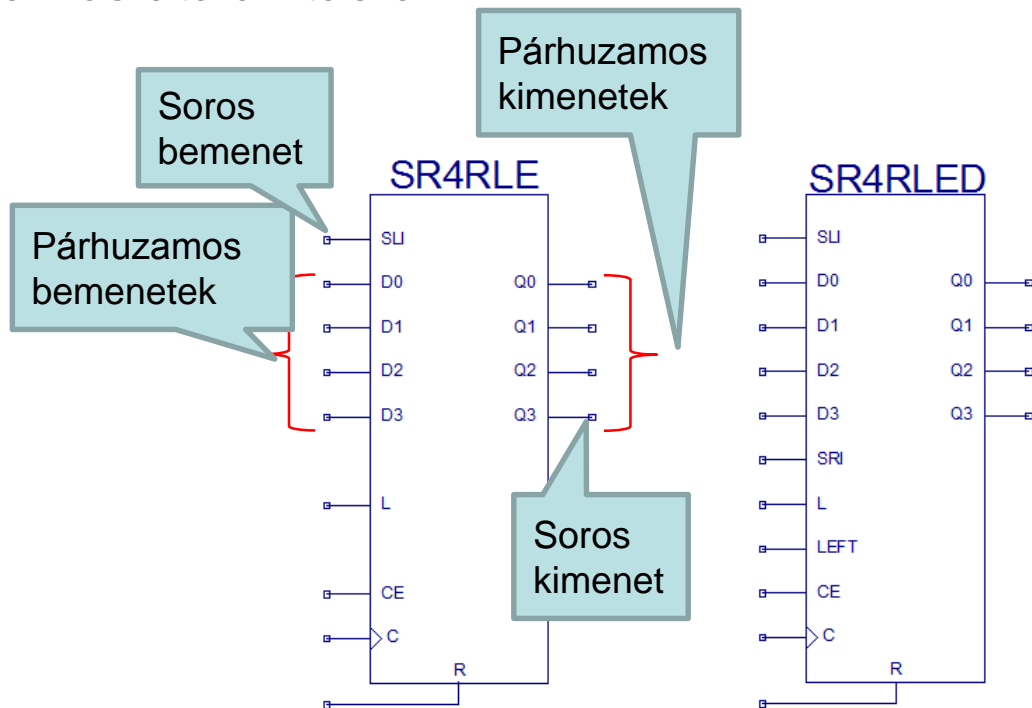 Párhuzamos
kimenetek
Soros
bemenet
SR4RLE
SR4RLED
Párhuzamos
bemenetek
SLI
D0
D1
D2
D3
L
CE
C
R
Q0
Q1
Q2
Q3
Soros
kimenet
SLI
D0
D1
D2
D3
SRI
L
LEFT
CE
C
R
Q0
Q1
Q2
Q3